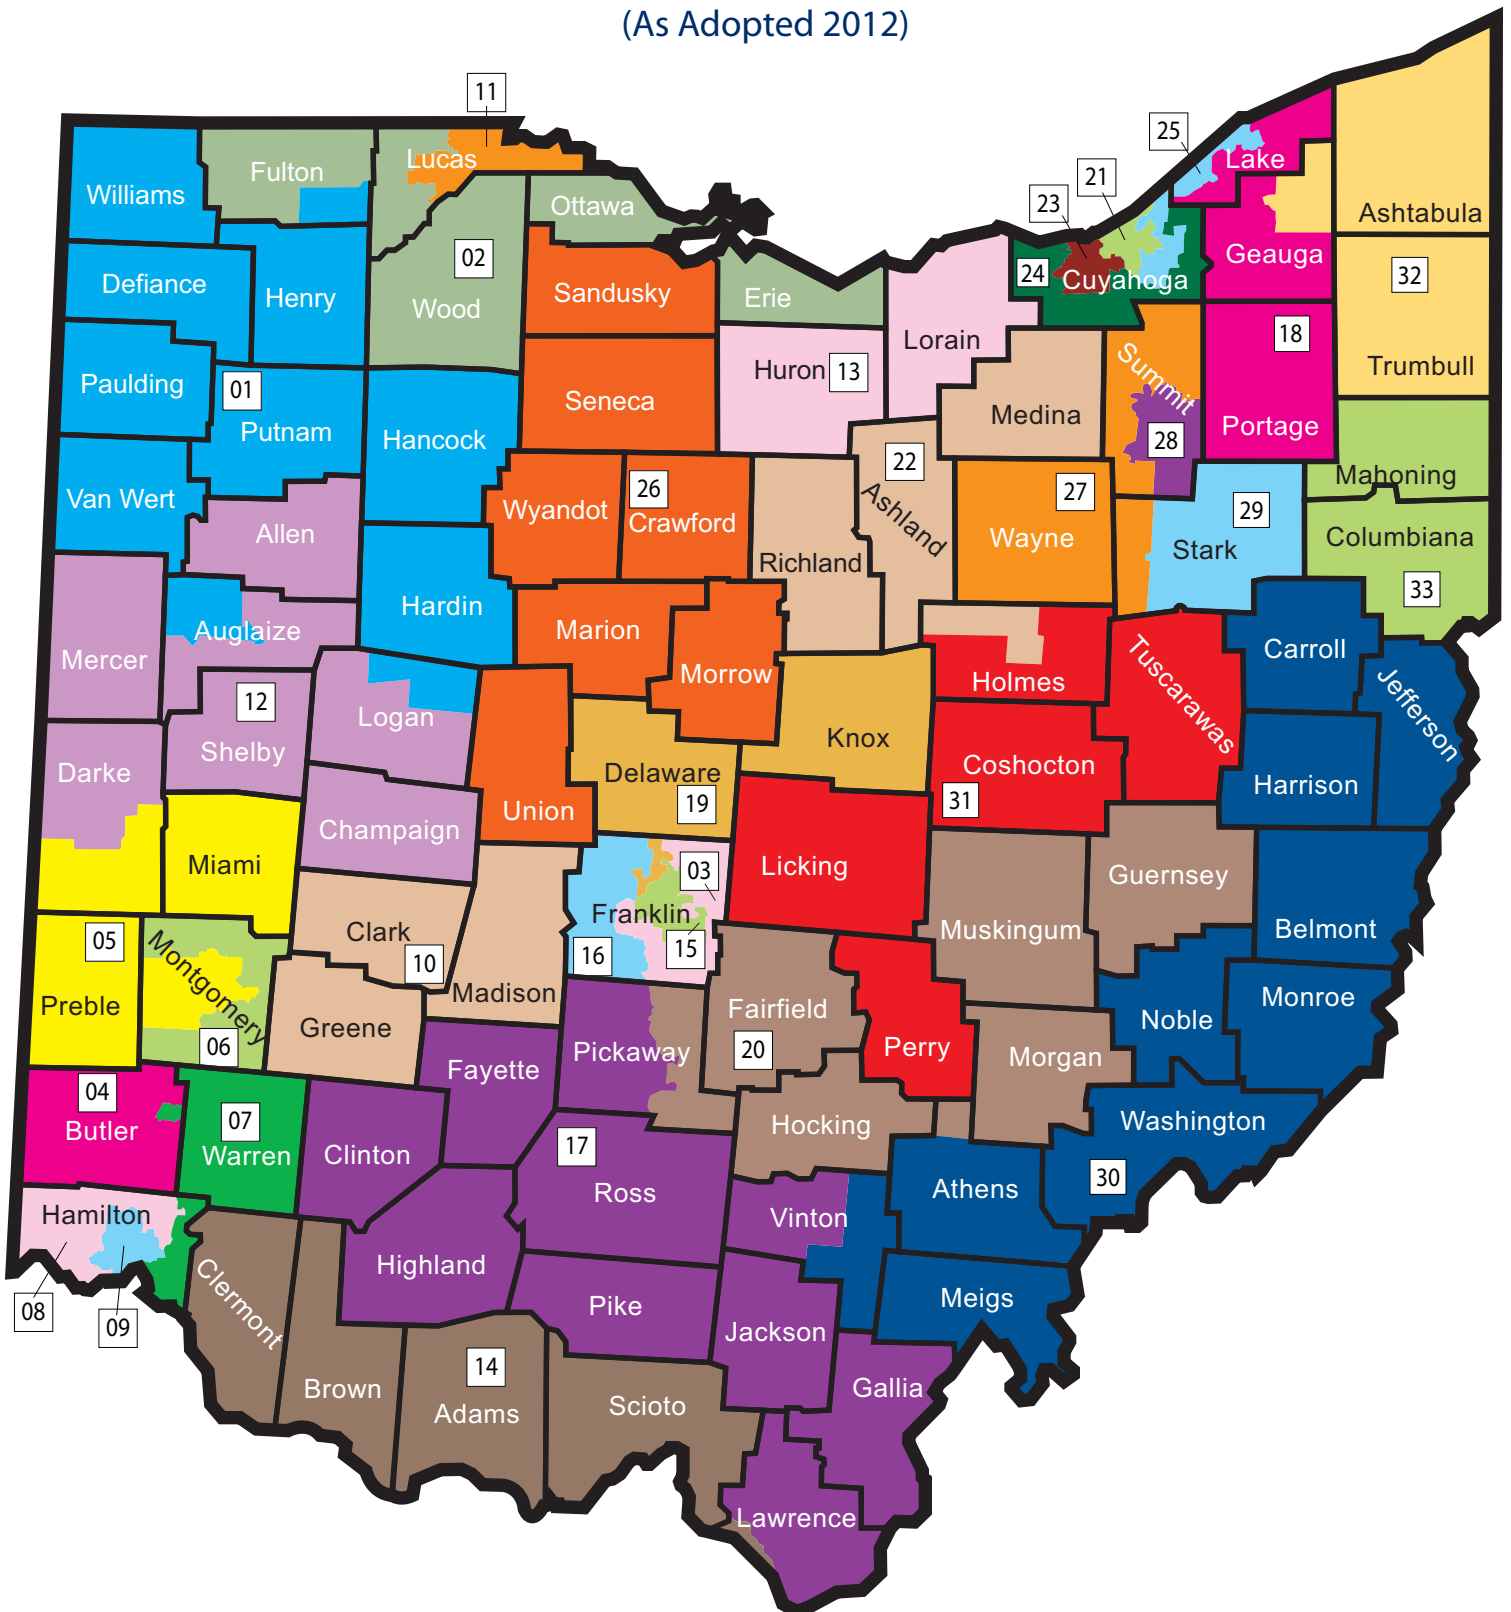 (As Adopted 2012)
11
25
Lucas
Lake
Fulton
21
Williams
23
Ottawa
Ashtabula
02
24
Geauga
32
Cuyahoga
Defiance
Henry
Sandusky
Erie
Wood
18
Lorain
Huron
13
Summit
Trumbull
Paulding
01
Seneca
Medina
Portage
Putnam
Hancock
28
22
Mahoning
Van Wert
26
27
Wyandot
Crawford
Ashland
29
Allen
Wayne
Stark
Columbiana
Richland
33
Hardin
Auglaize
Marion
Carroll
Mercer
Morrow
Holmes
Tuscarawas
Jefferson
12
Logan
Knox
Shelby
Darke
Delaware
Coshocton
Harrison
19
31
Union
Champaign
Miami
Licking
03
Guernsey
Franklin
Clark
Muskingum
Belmont
05
Montgomery
15
16
10
Madison
Preble
Fairfield
Monroe
Greene
Noble
06
Pickaway
20
Perry
Morgan
Fayette
04
07
Butler
Hocking
Washington
Warren
Clinton
17
30
Ross
Athens
Hamilton
Vinton
Highland
Clermont
08
09
Pike
Meigs
Jackson
14
Brown
Gallia
Adams
Scioto
Lawrence